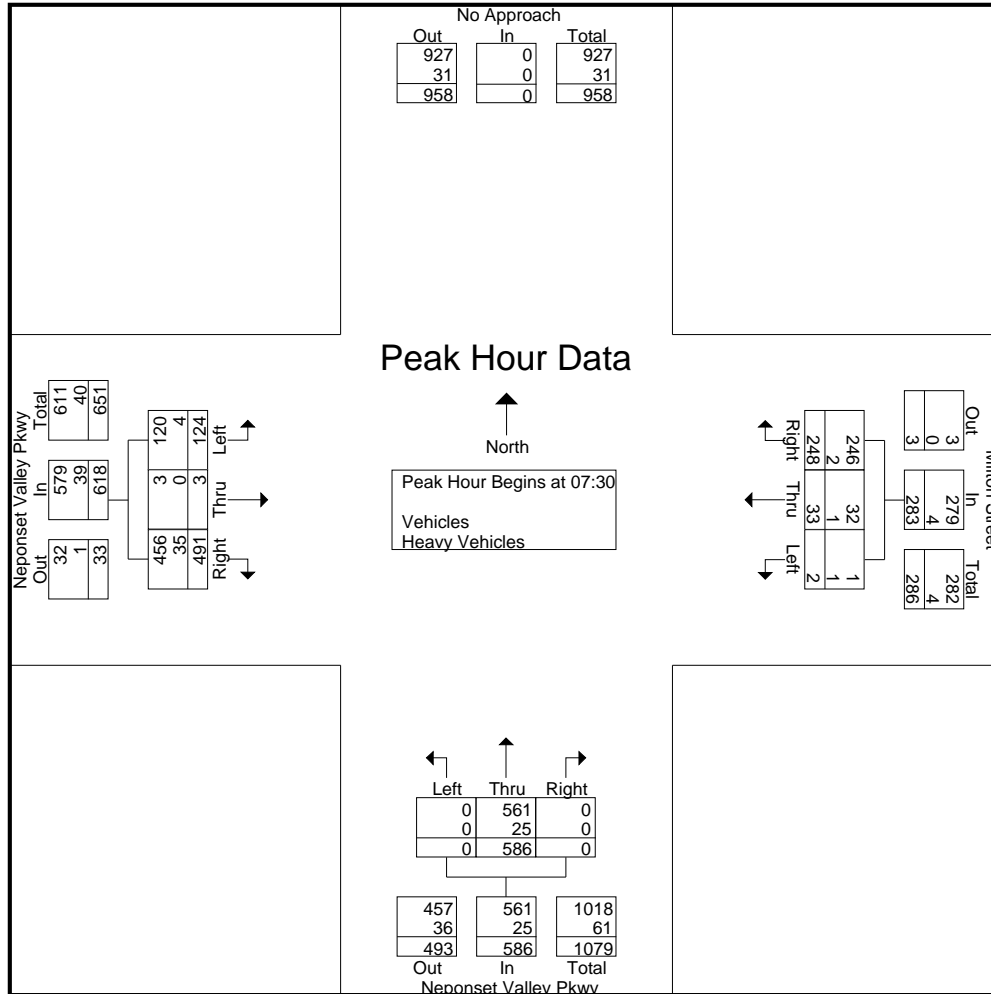 No Approach
Out In Total
927 0 927
31 0 31
958 0 958
Peak Hour Data
North
Peak Hour Begins at 07:30
Vehicles
Heavy Vehicles
Neponset Valley Pkwy
Out In Total
32 579 611
1 39 40
33 618 651
456 3 120
35 0 4
491 3 124
Right Thru Left
Milton Street
Out In Total
3 279 282
0 4 4
3 283 286
246 32 1
2 1 1
248 33 2
Right Thru Left
Left Thru Right
0 561 0
0 25 0
0 586 0
457 561 1018
36 25 61
493 586 1079
Out In Total
Neponset Valley Pkwy